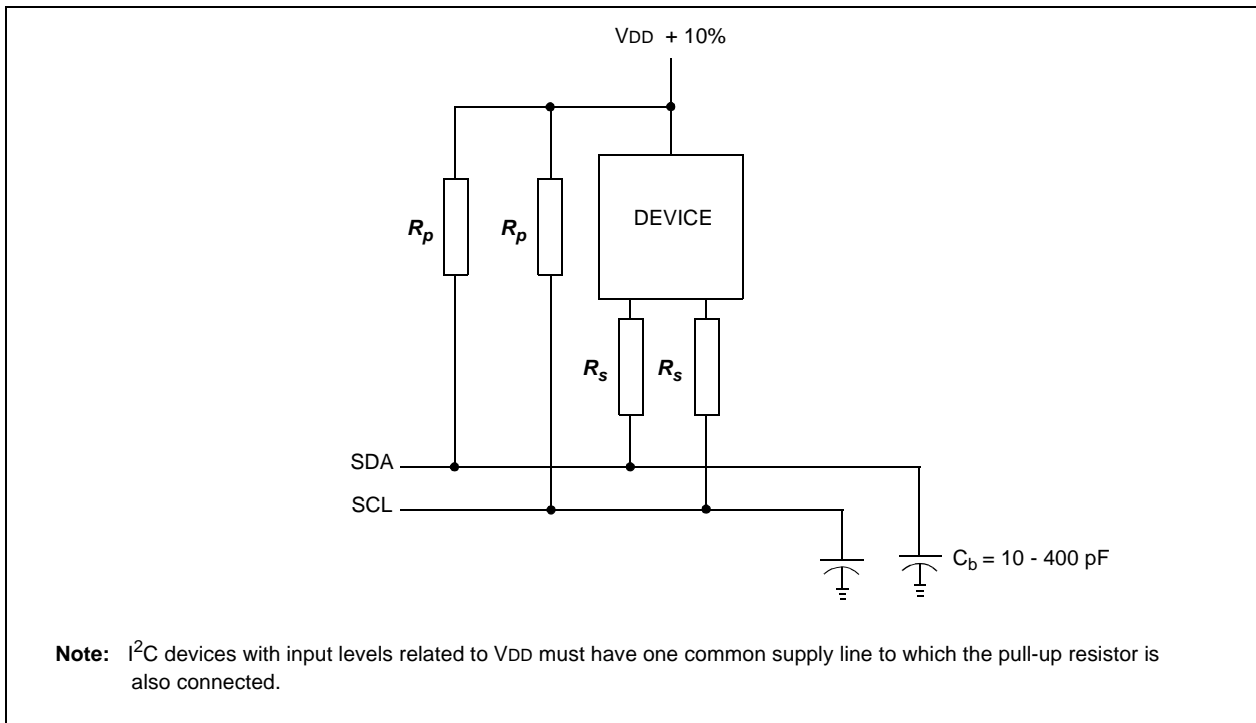 VDD + 10%
Rp Rp
DEVICE
Rs Rs
SDA
SCL
Cb = 10 - 400 pF
Note: I2C devices with input levels related to VDD must have one common supply line to which the pull-up resistor is
also connected.